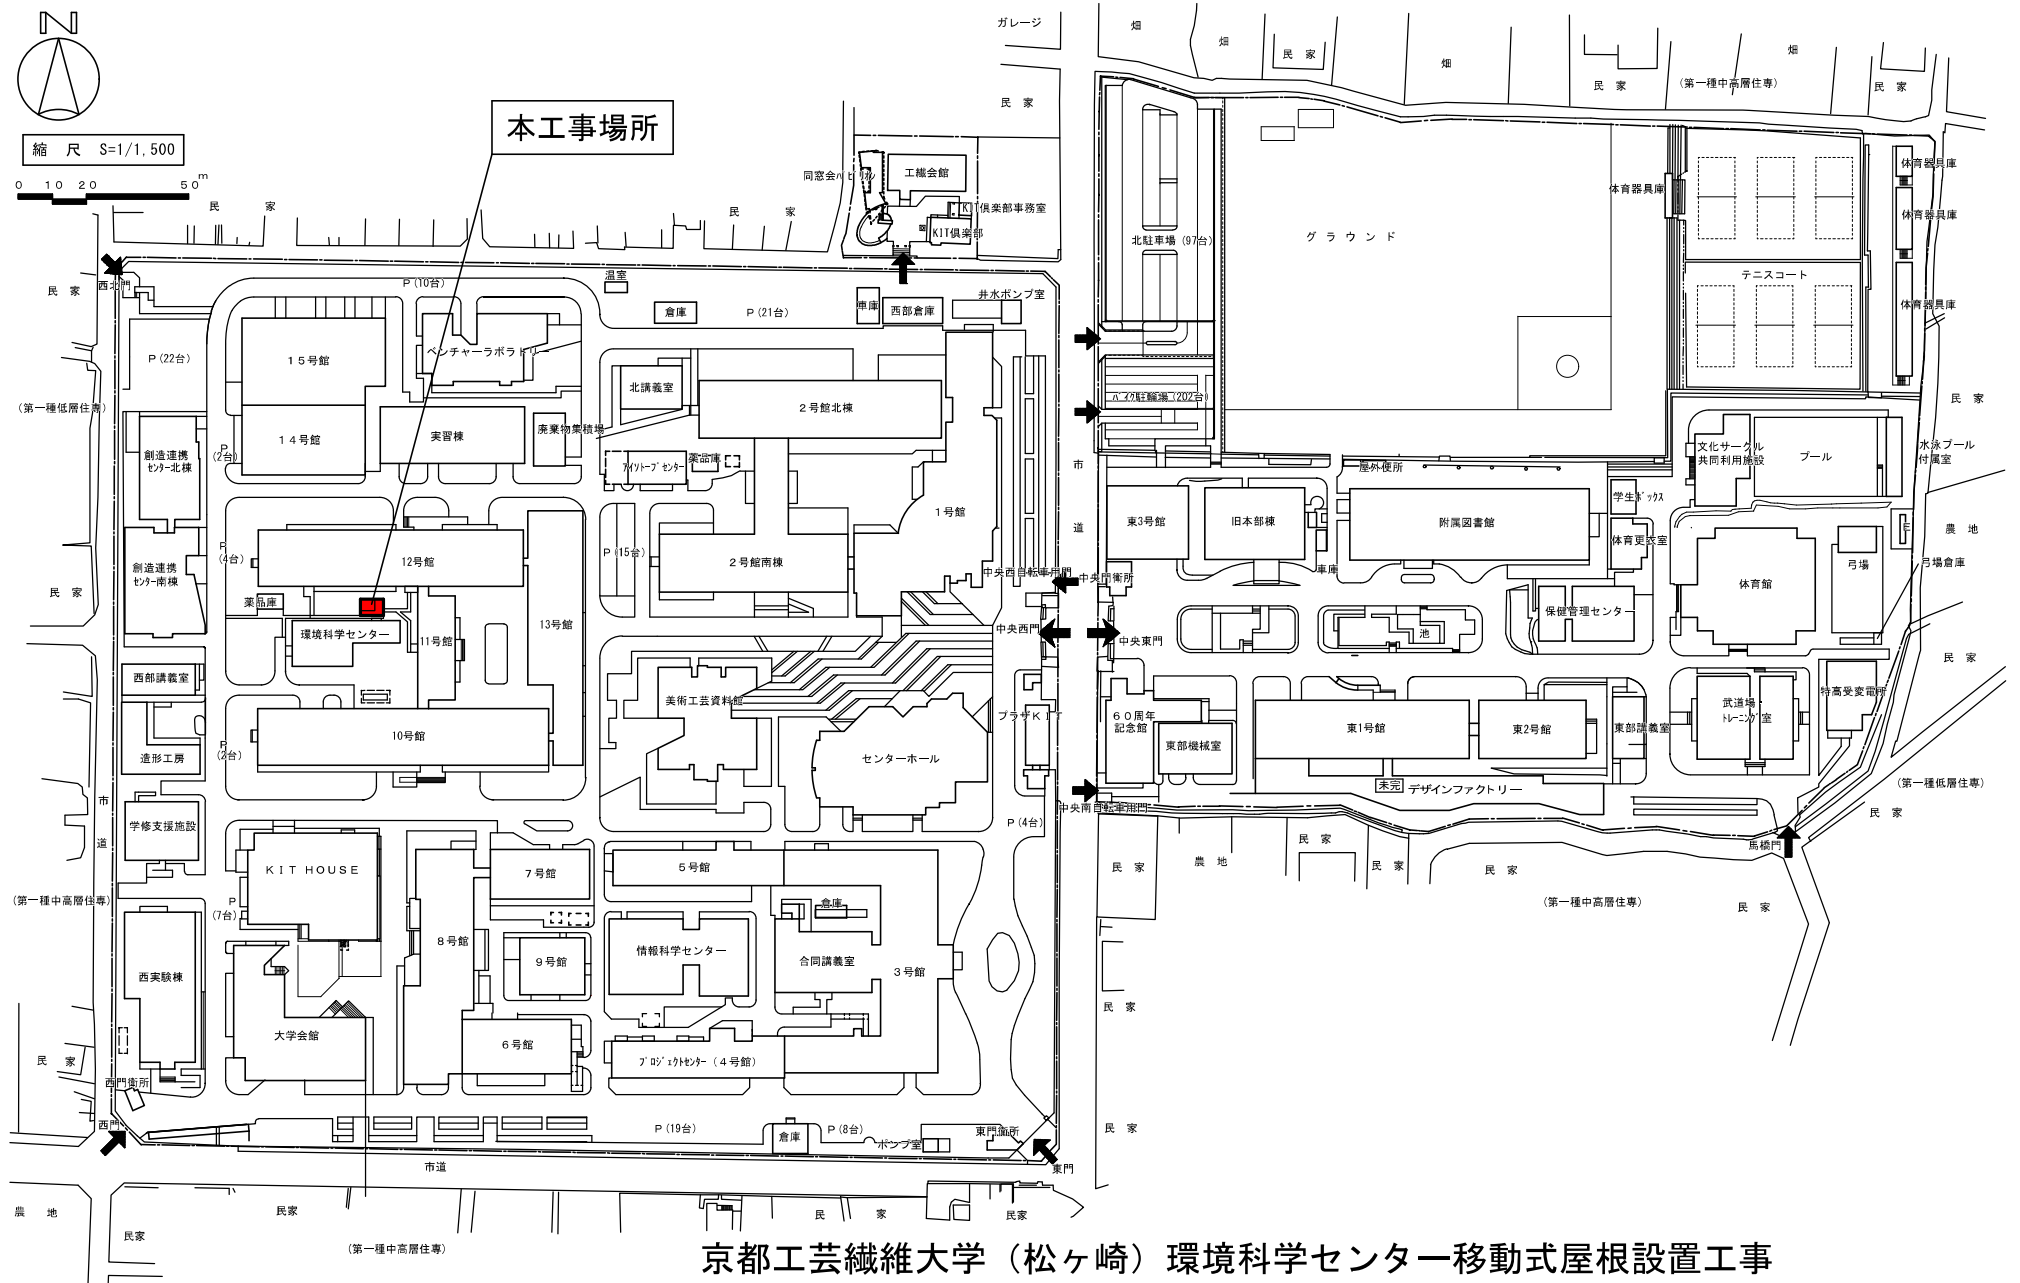 N
縮 尺 S=1/1,500
0 10 20 50m
本工事場所
ガレージ
畑
畑
民 家
畑
民 家
畑
(第一種中高層住専)
民 家
民 家
民 家
民 家
同窓会パビリオン
工繊会館
KIT倶楽部事務室
KIT倶楽部
北駐車場(97台)
グラウンド
体育器具庫
体育器具庫
体育器具庫
体育器具庫
テニスコート
西北門
民 家
P(10台)
温室
倉庫
P(21台)
車庫
西部倉庫
井水ポンプ室
P(22台)
15号館
ベンチャーラボラトリー
北講義室
2号館北棟
バイク駐輪場(202台)
(第一種低層住専)
民 家
14号館
実習棟
廃棄物集積場
P
(2台)
創造連携
センター北棟
アイソトープセンター
薬品庫
市
道
屋外便所
文化サークル
共同利用施設
プール
水泳プール
付属室
1号館
東3号館
旧本部棟
附属図書館
学生ボックス
体育更衣室
農 地
P
(4台)
12号館
P(15台)
2号館南棟
中央西自転車用門
中央門衛所
車庫
弓場
弓場倉庫
体育館
創造連携
センター南棟
民 家
薬品庫
環境科学センター
11号館
13号館
中央西門
中央東門
池
保健管理センター
民 家
西部講義室
美術工芸資料館
プラザKIT
60周年
記念館
東部機械室
東1号館
東2号館
東部講義室
武道場・
トレーニング室
特高受変電所
造形工房
P
(2台)
10号館
センターホール
未完
デザインファクトリー
(第一種低層住専)
民 家
市
道
学修支援施設
P(4台)
中央南自転車用門
馬橋門
民 家
農 地
民 家
民 家
民 家
(第一種中高層住専)
民 家
KIT HOUSE
7号館
5号館
(第一種中高層住専)
P
(7台)
8号館
9号館
情報科学センター
倉庫
合同講義室
3号館
西実験棟
民 家
大学会館
6号館
プロジェクトセンター(4号館)
民 家
民 家
西門衛所
西門
P(19台)
倉庫
P(8台)
ポンプ室
東門衛所
東門
市道
農 地
民家
民家
民 家
民家
(第一種中高層住専)
京都工芸繊維大学(松ヶ崎)環境科学センター移動式屋根設置工事